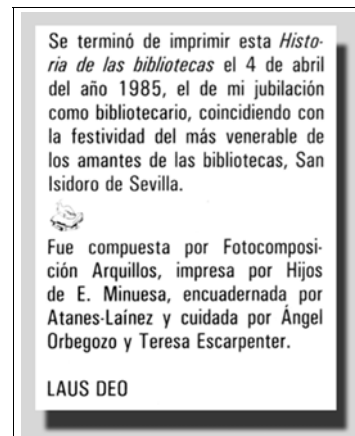 Se terminó de imprimir esta Histo-
ria de las bibliotecas el 4 de abril
del año 1985, el de mi jubilación
como bibliotecario, coincidiendo con
la festividad del más venerable de
los amantes de las bibliotecas, San
Isidoro de Sevilla.
Fue compuesta por Fotocomposi-
ción Arquillos, impresa por Hijos
de E. Minuesa, encuadernada por
Atanes-Laínez y cuidada por Ángel
Orbegozo y Teresa Escarpenter.
LAUS DEO